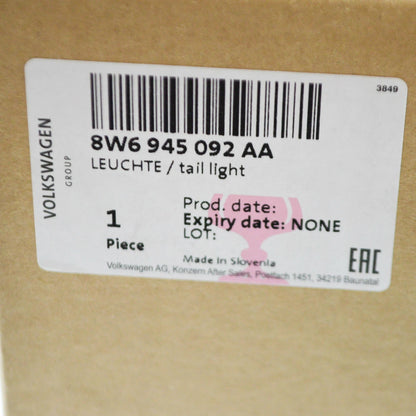 3849
VOLKSWAGEN
GROUP
8W6 945 092 AA
LEUCHTE / tail light
1
Piece
Prod. date:
Expiry date: NONE
LOT:
Made In Slovenia
EAC
Volkswagen AG, Konzern After Sales, Postfach 1451, 34219 Baunatal